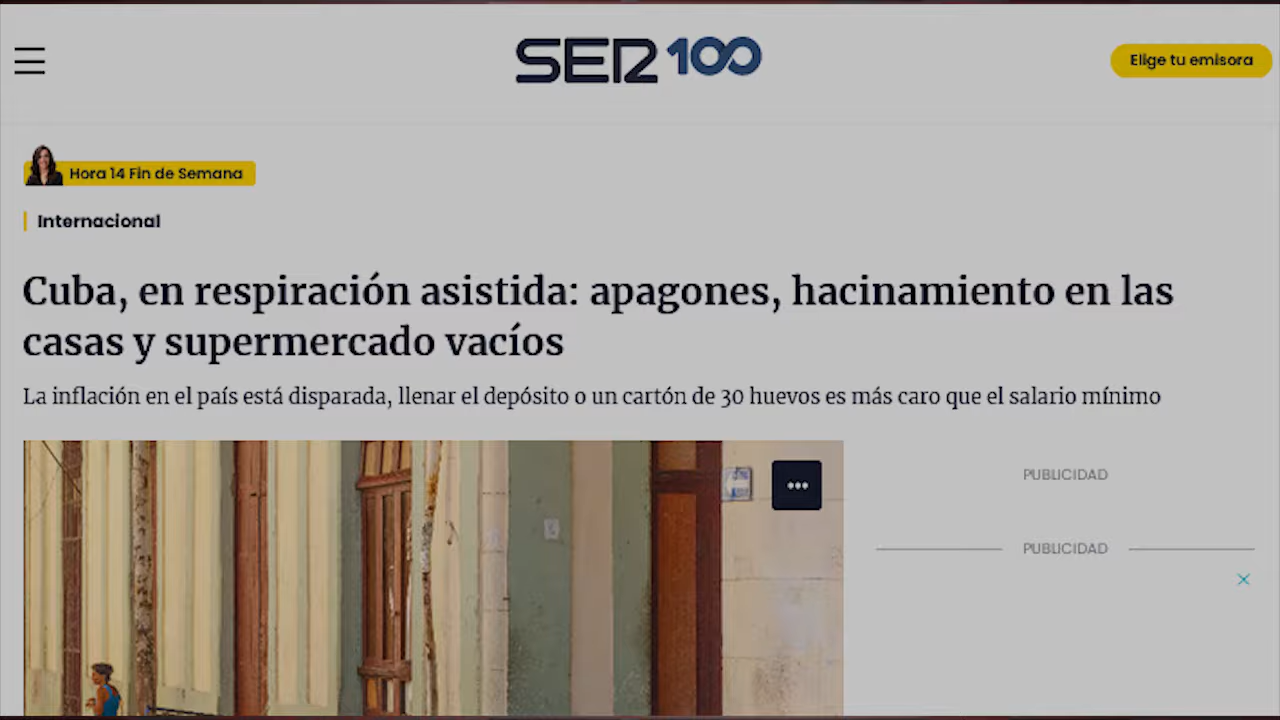 SER 100
Elige tu emisora
Hora 14 Fin de Semana
Internacional
Cuba, en respiración asistida: apagones, hacinamiento en las
casas y supermercado vacíos
La inflación en el país está disparada, llenar el depósito o un cartón de 30 huevos es más caro que el salario mínimo
PUBLICIDAD
PUBLICIDAD